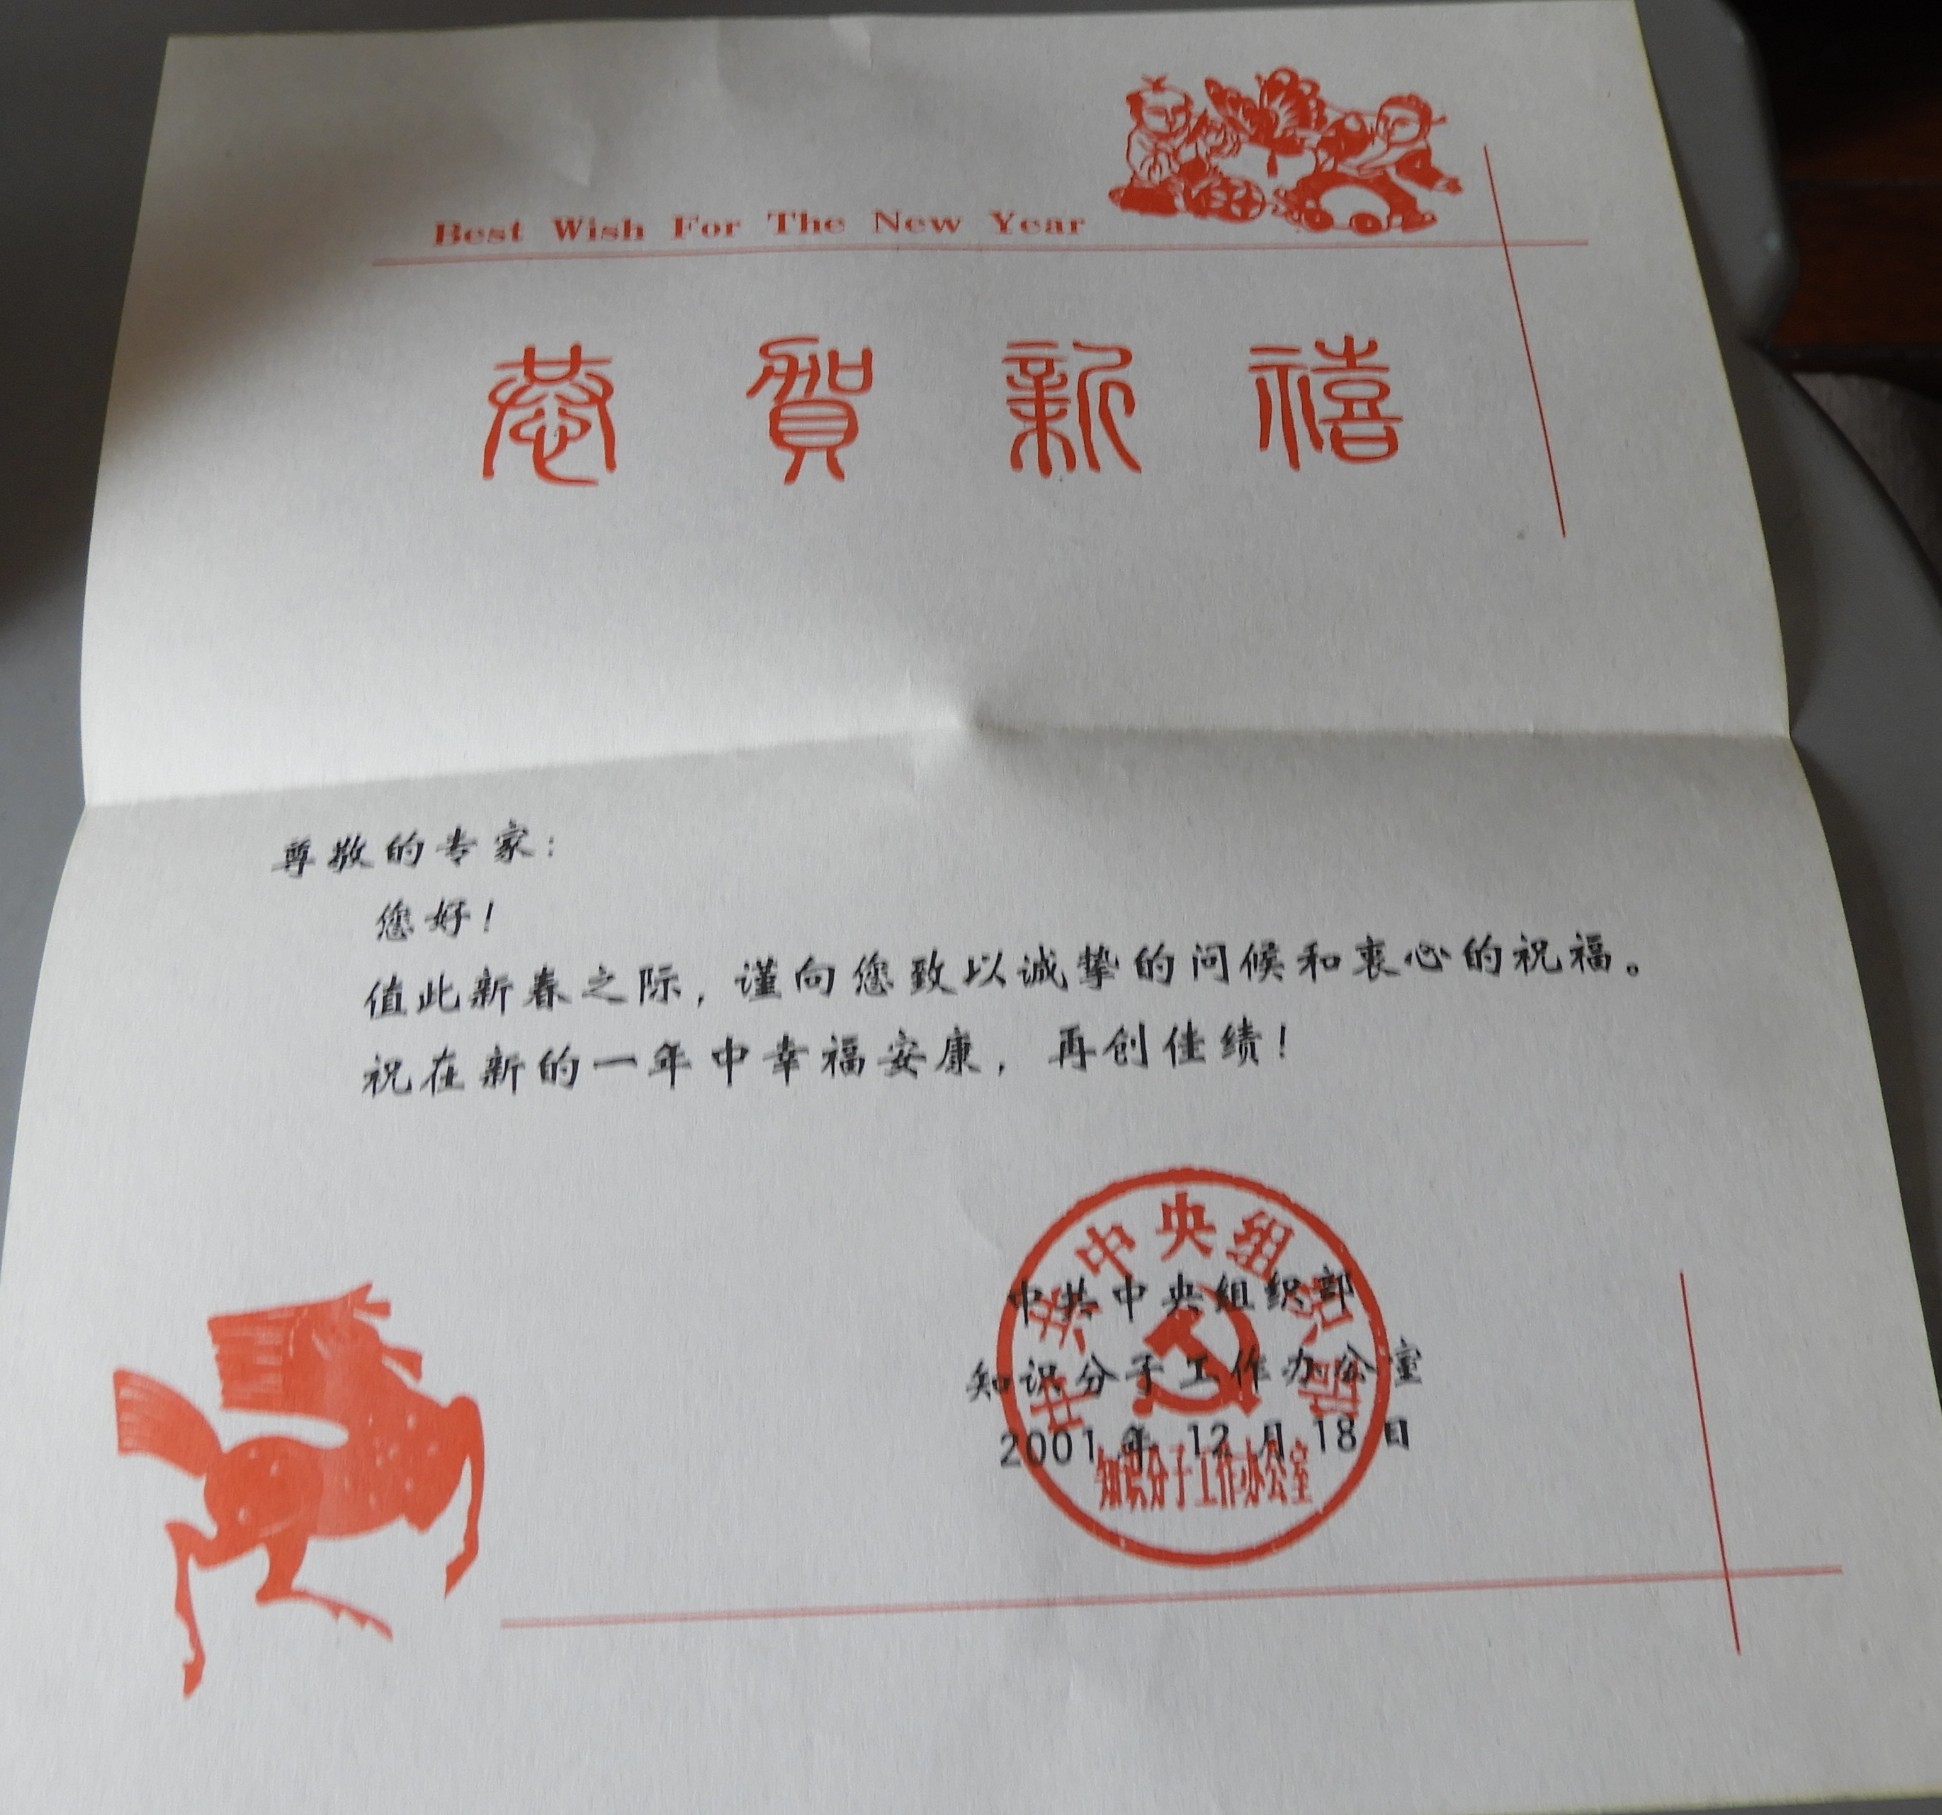 Best Wish For The New Year
恭賀新禧
尊敬的专家：
您好！
值此新春之际，谨向您致以诚挚的问候和衷心的祝福。
祝在新的一年中幸福安康，再创佳绩！
中共中央组织部
中共中央组织部
知识分子工作办公室
2001年12月18日
知识分子工作办公室